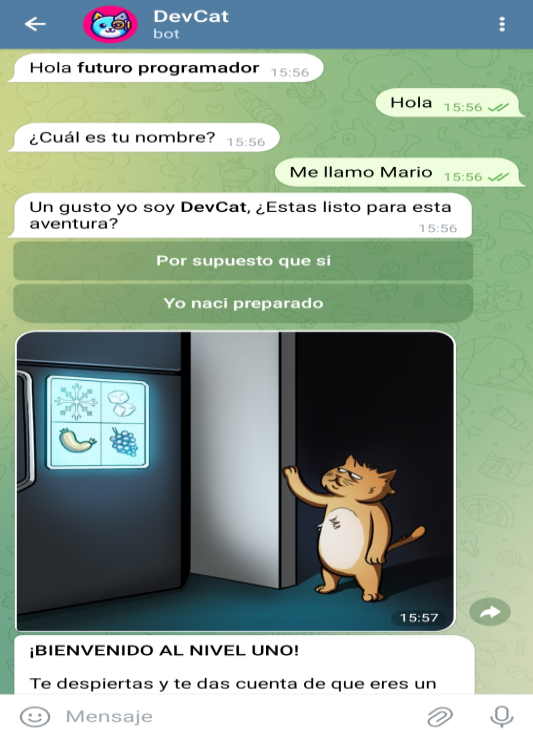 DevCat
bot
Hola futuro programador 15:56
Hola 15:56
¿Cuál es tu nombre? 15:56
Me llamo Mario 15:56
Un gusto yo soy DevCat, ¿Estas listo para esta
aventura? 15:56
Por supuesto que si
Yo naci preparado
15:57
¡BIENVENIDO AL NIVEL UNO!
Te despiertas y te das cuenta de que eres un
Mensaje